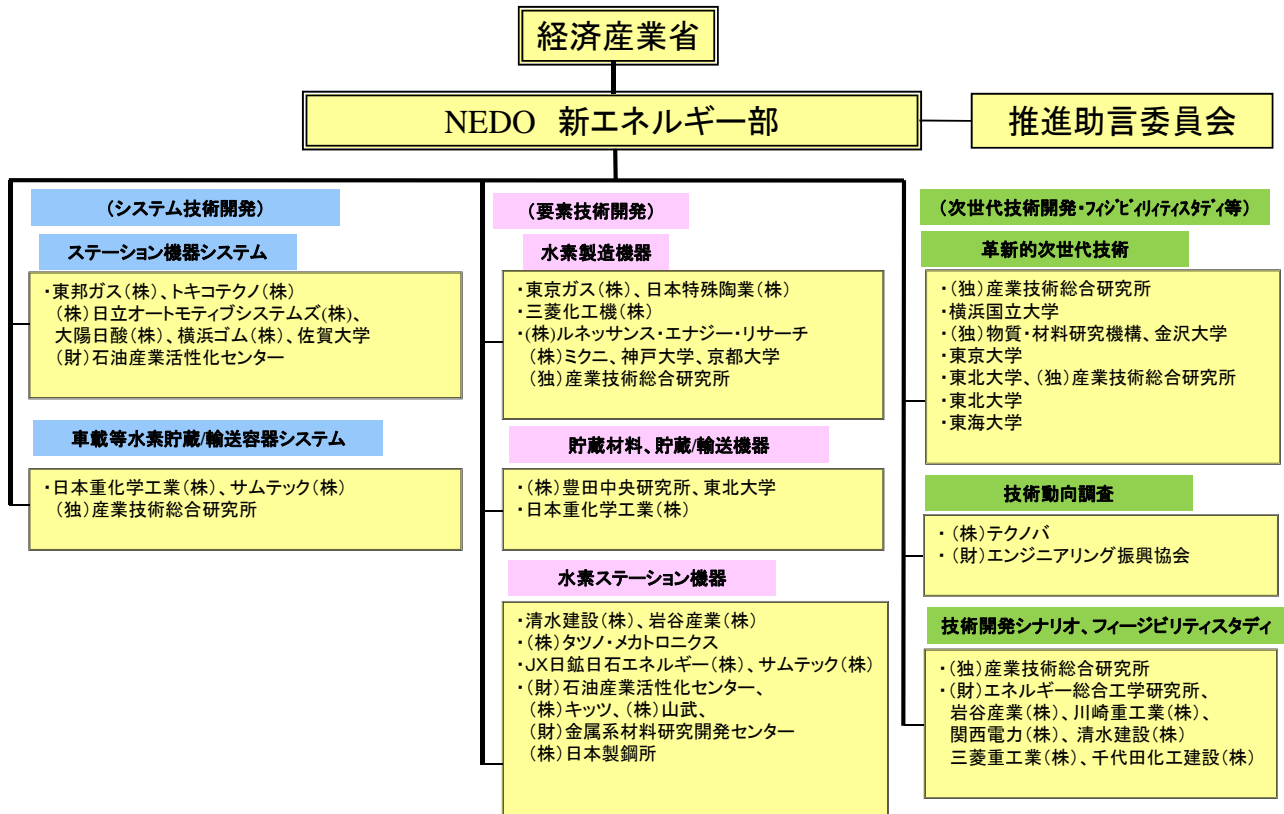 経済産業省
NEDO 新エネルギー部
推進助言委員会
(システム技術開発)
ステーション機器システム
・東邦ガス(株)、トキコテクノ(株)
(株)日立オートモティブシステムズ(株)、
大陽日酸(株)、横浜ゴム(株)、佐賀大学
(財)石油産業活性化センター
車載等水素貯蔵/輸送容器システム
・日本重化学工業(株)、サムテック(株)
(独)産業技術総合研究所
(要素技術開発)
水素製造機器
・東京ガス(株)、日本特殊陶業(株)
・三菱化工機(株)
・(株)ルネッサンス・エナジー・リサーチ
(株)ミクニ、神戸大学、京都大学
(独)産業技術総合研究所
貯蔵材料、貯蔵/輸送機器
・(株)豊田中央研究所、東北大学
・日本重化学工業(株)
水素ステーション機器
・清水建設(株)、岩谷産業(株)
・(株)タツノ・メカトロニクス
・JX日鉱日石エネルギー(株)、サムテック(株)
・(財)石油産業活性化センター、
(株)キッツ、(株)山武、
(財)金属系材料研究開発センター
(株)日本製鋼所
(次世代技術開発・フィジビィリィティスタディ等)
革新的次世代技術
・(独)産業技術総合研究所
・横浜国立大学
・(独)物質・材料研究機構、金沢大学
・東京大学
・東北大学、(独)産業技術総合研究所
・東北大学
・東海大学
技術動向調査
・(株)テクノバ
・(財)エンジニアリング振興協会
技術開発シナリオ、フィージビリティスタディ
・(独)産業技術総合研究所
・(財)エネルギー総合工学研究所、
岩谷産業(株)、川崎重工業(株)、
関西電力(株)、清水建設(株)
三菱重工業(株)、千代田化工建設(株)